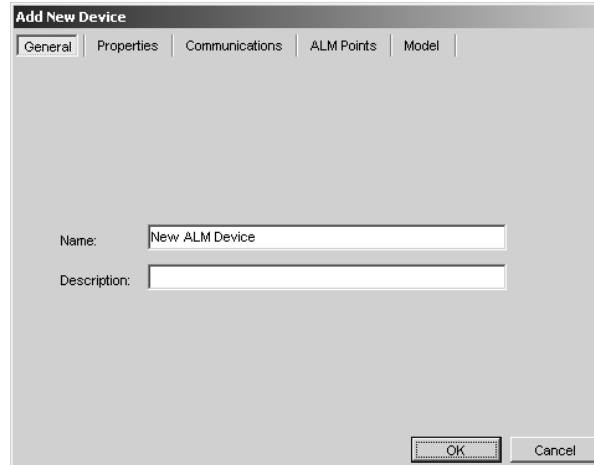 Add New Device
General Properties Communications ALM Points Model
Name: New ALM Device
Description:
OK Cancel